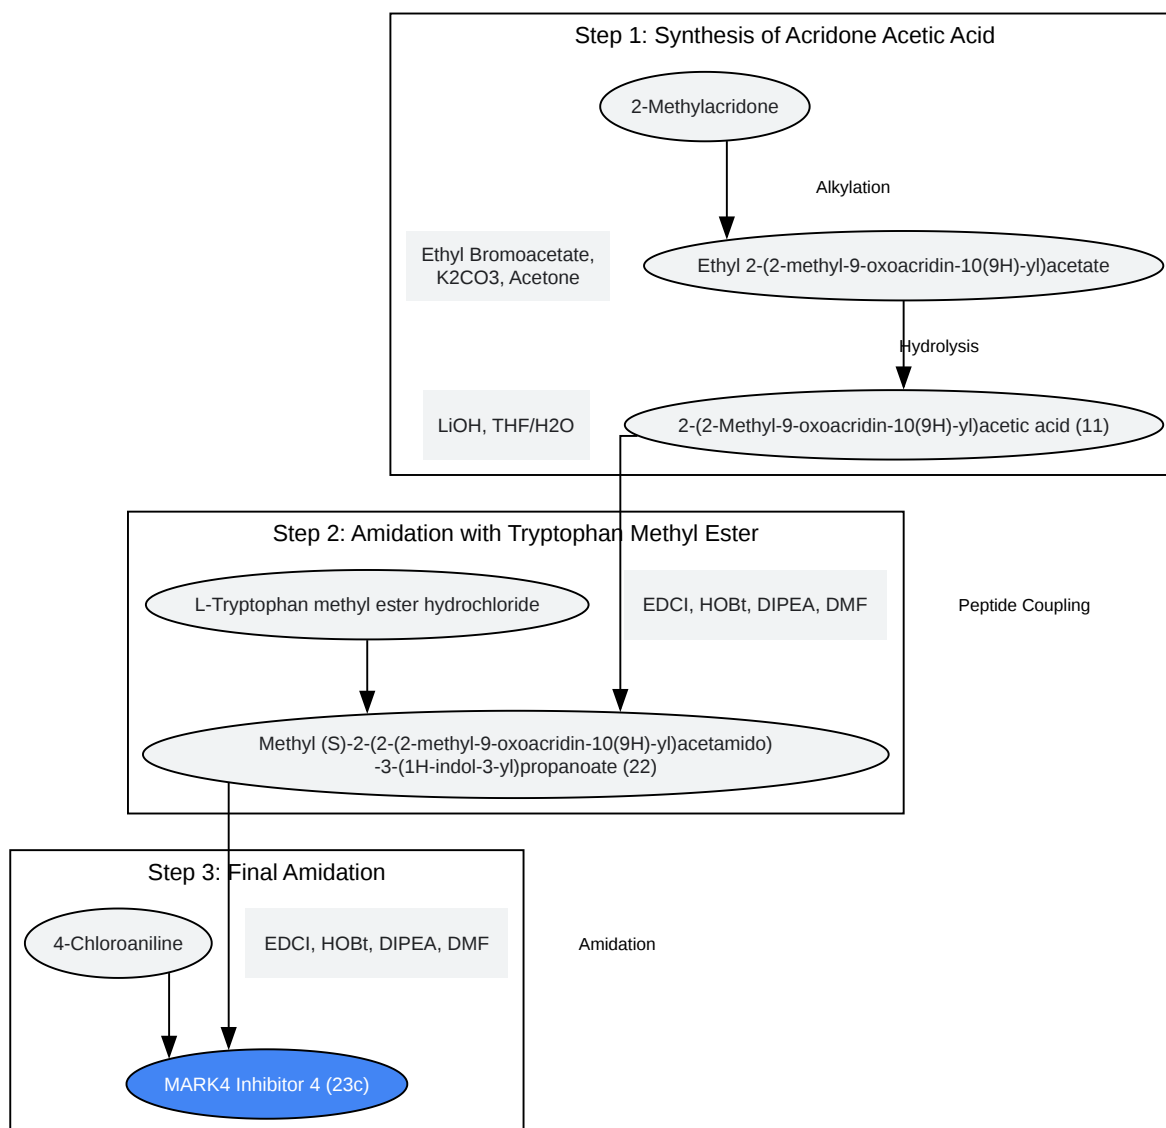 Step 1: Synthesis of Acridone Acetic Acid
2-Methylacridone
Alkylation
Ethyl Bromoacetate,
K2CO3, Acetone
Ethyl 2-(2-methyl-9-oxoacridin-10(9H)-yl)acetate
Hydrolysis
LiOH, THF/H2O
2-(2-Methyl-9-oxoacridin-10(9H)-yl)acetic acid (11)
Step 2: Amidation with Tryptophan Methyl Ester
L-Tryptophan methyl ester hydrochloride
EDCI, HOBt, DIPEA, DMF
Peptide Coupling
Methyl (S)-2-(2-(2-methyl-9-oxoacridin-10(9H)-yl)acetamido)
-3-(1H-indol-3-yl)propanoate (22)
Step 3: Final Amidation
4-Chloroaniline
EDCI, HOBt, DIPEA, DMF
Amidation
MARK4 Inhibitor 4 (23c)